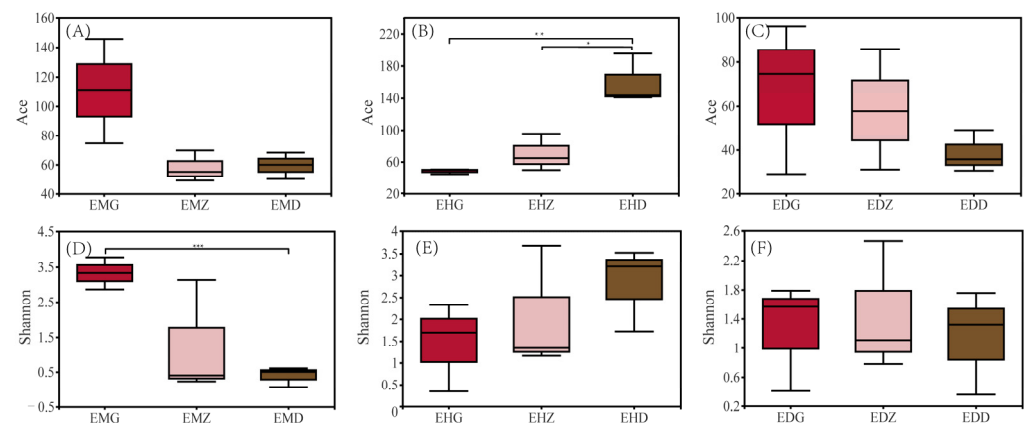 (A)
Ace
160
140
120
100
80
60
40
EMG EMZ EMD
(B)
Ace
220
180
140
100
60
20
**
*
EHG EHZ EHD
(C)
Ace
100
80
60
40
20
EDG EDZ EDD
(D)
Shannon
4.5
3.5
2.5
1.5
0.5
−0.5
***
EMG EMZ EMD
(E)
Shannon
4
3.5
3
2.5
2
1.5
1
0.5
0
EHG EHZ EHD
(F)
Shannon
2.6
2.2
1.8
1.4
1
0.6
0.2
EDG EDZ EDD